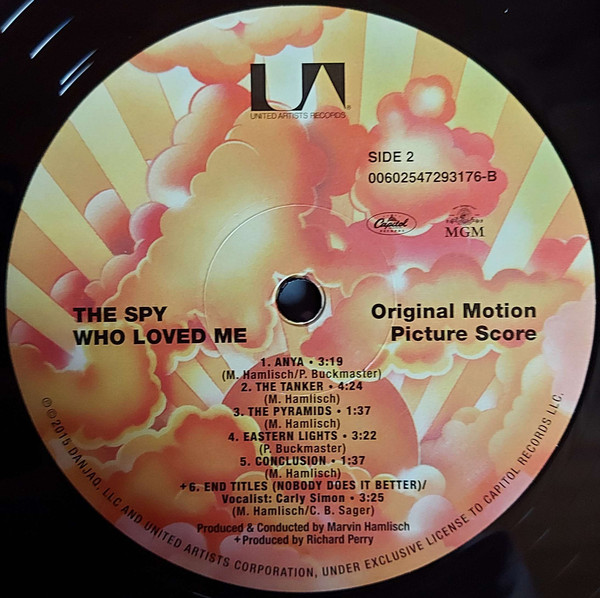 UA
UNITED ARTISTS RECORDS
®
SIDE 2
00602547293176-B
Capitol
MGM
THE SPY
WHO LOVED ME
Original Motion
Picture Score
1. ANYA • 3:19
(M. Hamlisch/P. Buckmaster)
2. THE TANKER • 4:24
(M. Hamlisch)
3. THE PYRAMIDS • 1:37
(M. Hamlisch)
4. EASTERN LIGHTS • 3:22
(P. Buckmaster)
5. CONCLUSION • 1:37
(M. Hamlisch)
+6. END TITLES (NOBODY DOES IT BETTER)/
Vocalist: Carly Simon • 3:25
(M. Hamlisch/C. B. Sager)
Produced & Conducted by Marvin Hamlisch
+Produced by Richard Perry
℗ © 2015 DANJAQ, LLC AND UNITED ARTISTS CORPORATION, UNDER EXCLUSIVE LICENSE TO CAPITOL RECORDS LLC.